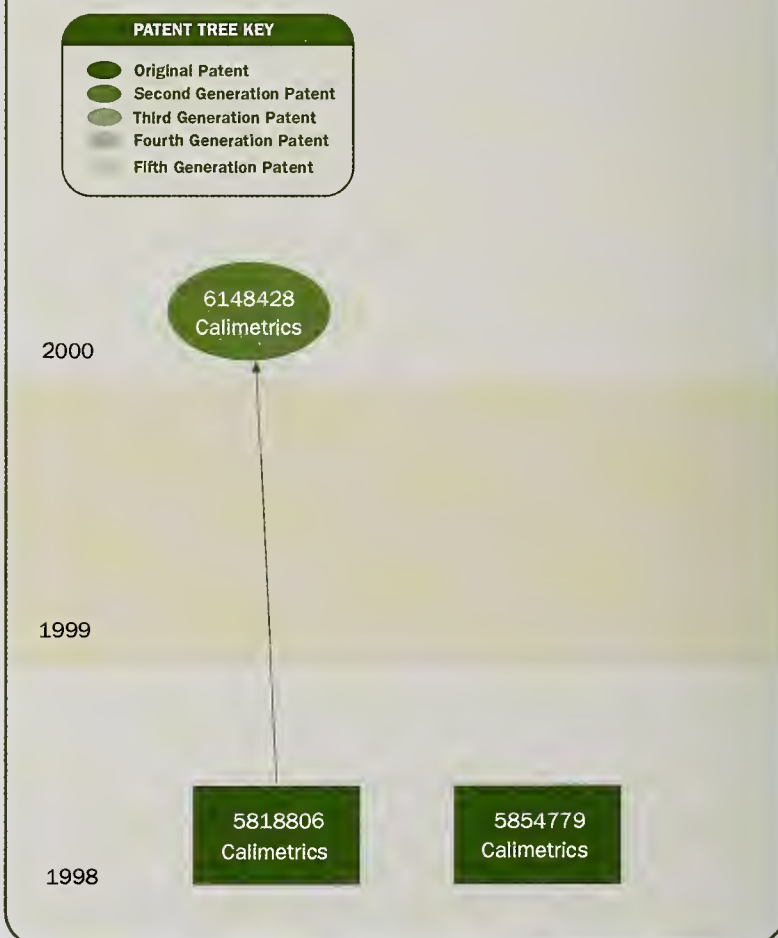 PATENT TREE KEY
Original Patent
Second Generation Patent
Third Generation Patent
Fourth Generation Patent
Fifth Generation Patent
6148428
Calimetrics
2000
1999
5818806
Calimetrics
5854779
Calimetrics
1998